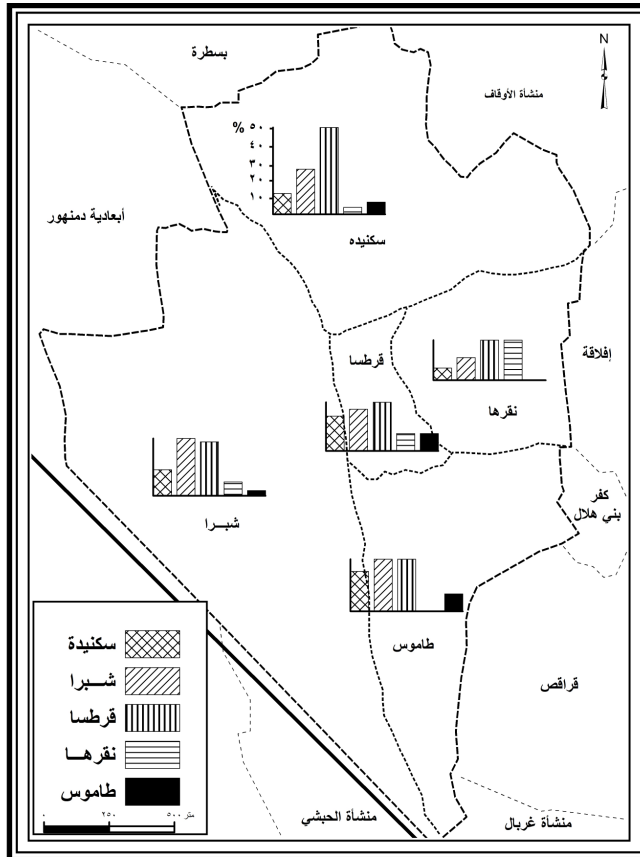 بسطرة
N
منشأة الأوقاف
% ٥٠
٤٠
٣٠
٢٠
١٠
أبعادية دمنهور
سكنيده
إفلاقة
قرطسا
نقرها
كفر
بني هلال
شبـــرا
طاموس
قراقص
سكنيدة
شـــبرا
قرطسا
نقرهــا
طاموس
٠ ٢٥٠ ٥٠٠ متر
منشأة الحبشي
منشأة غربال